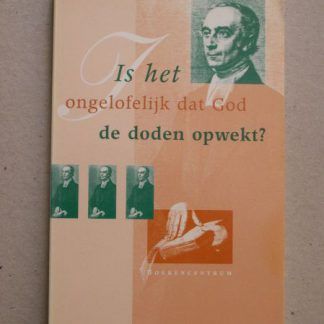 Is het
ongelofelijk dat God
de doden opwekt?
BOEKENCENTRUM